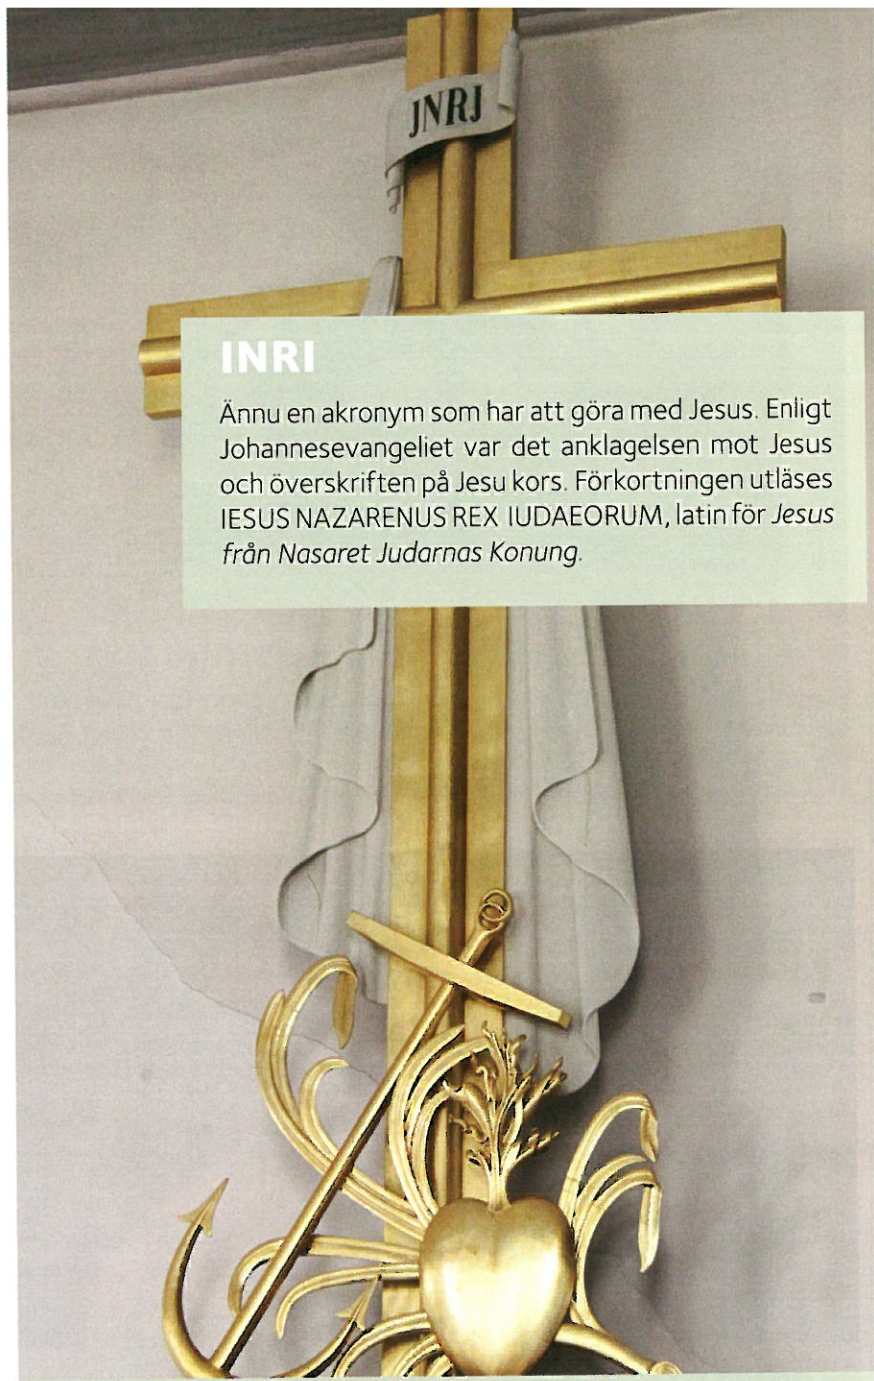 JNRJ
INRI
Ännu en akronym som har att göra med Jesus. Enligt
Johannesevangeliet var det anklagelsen mot Jesus
och överskriften på Jesu kors. Förkortningen utläses
IESUS NAZARENUS REX IUDAEORUM, latin för Jesus
från Nasaret Judarnas Konung.